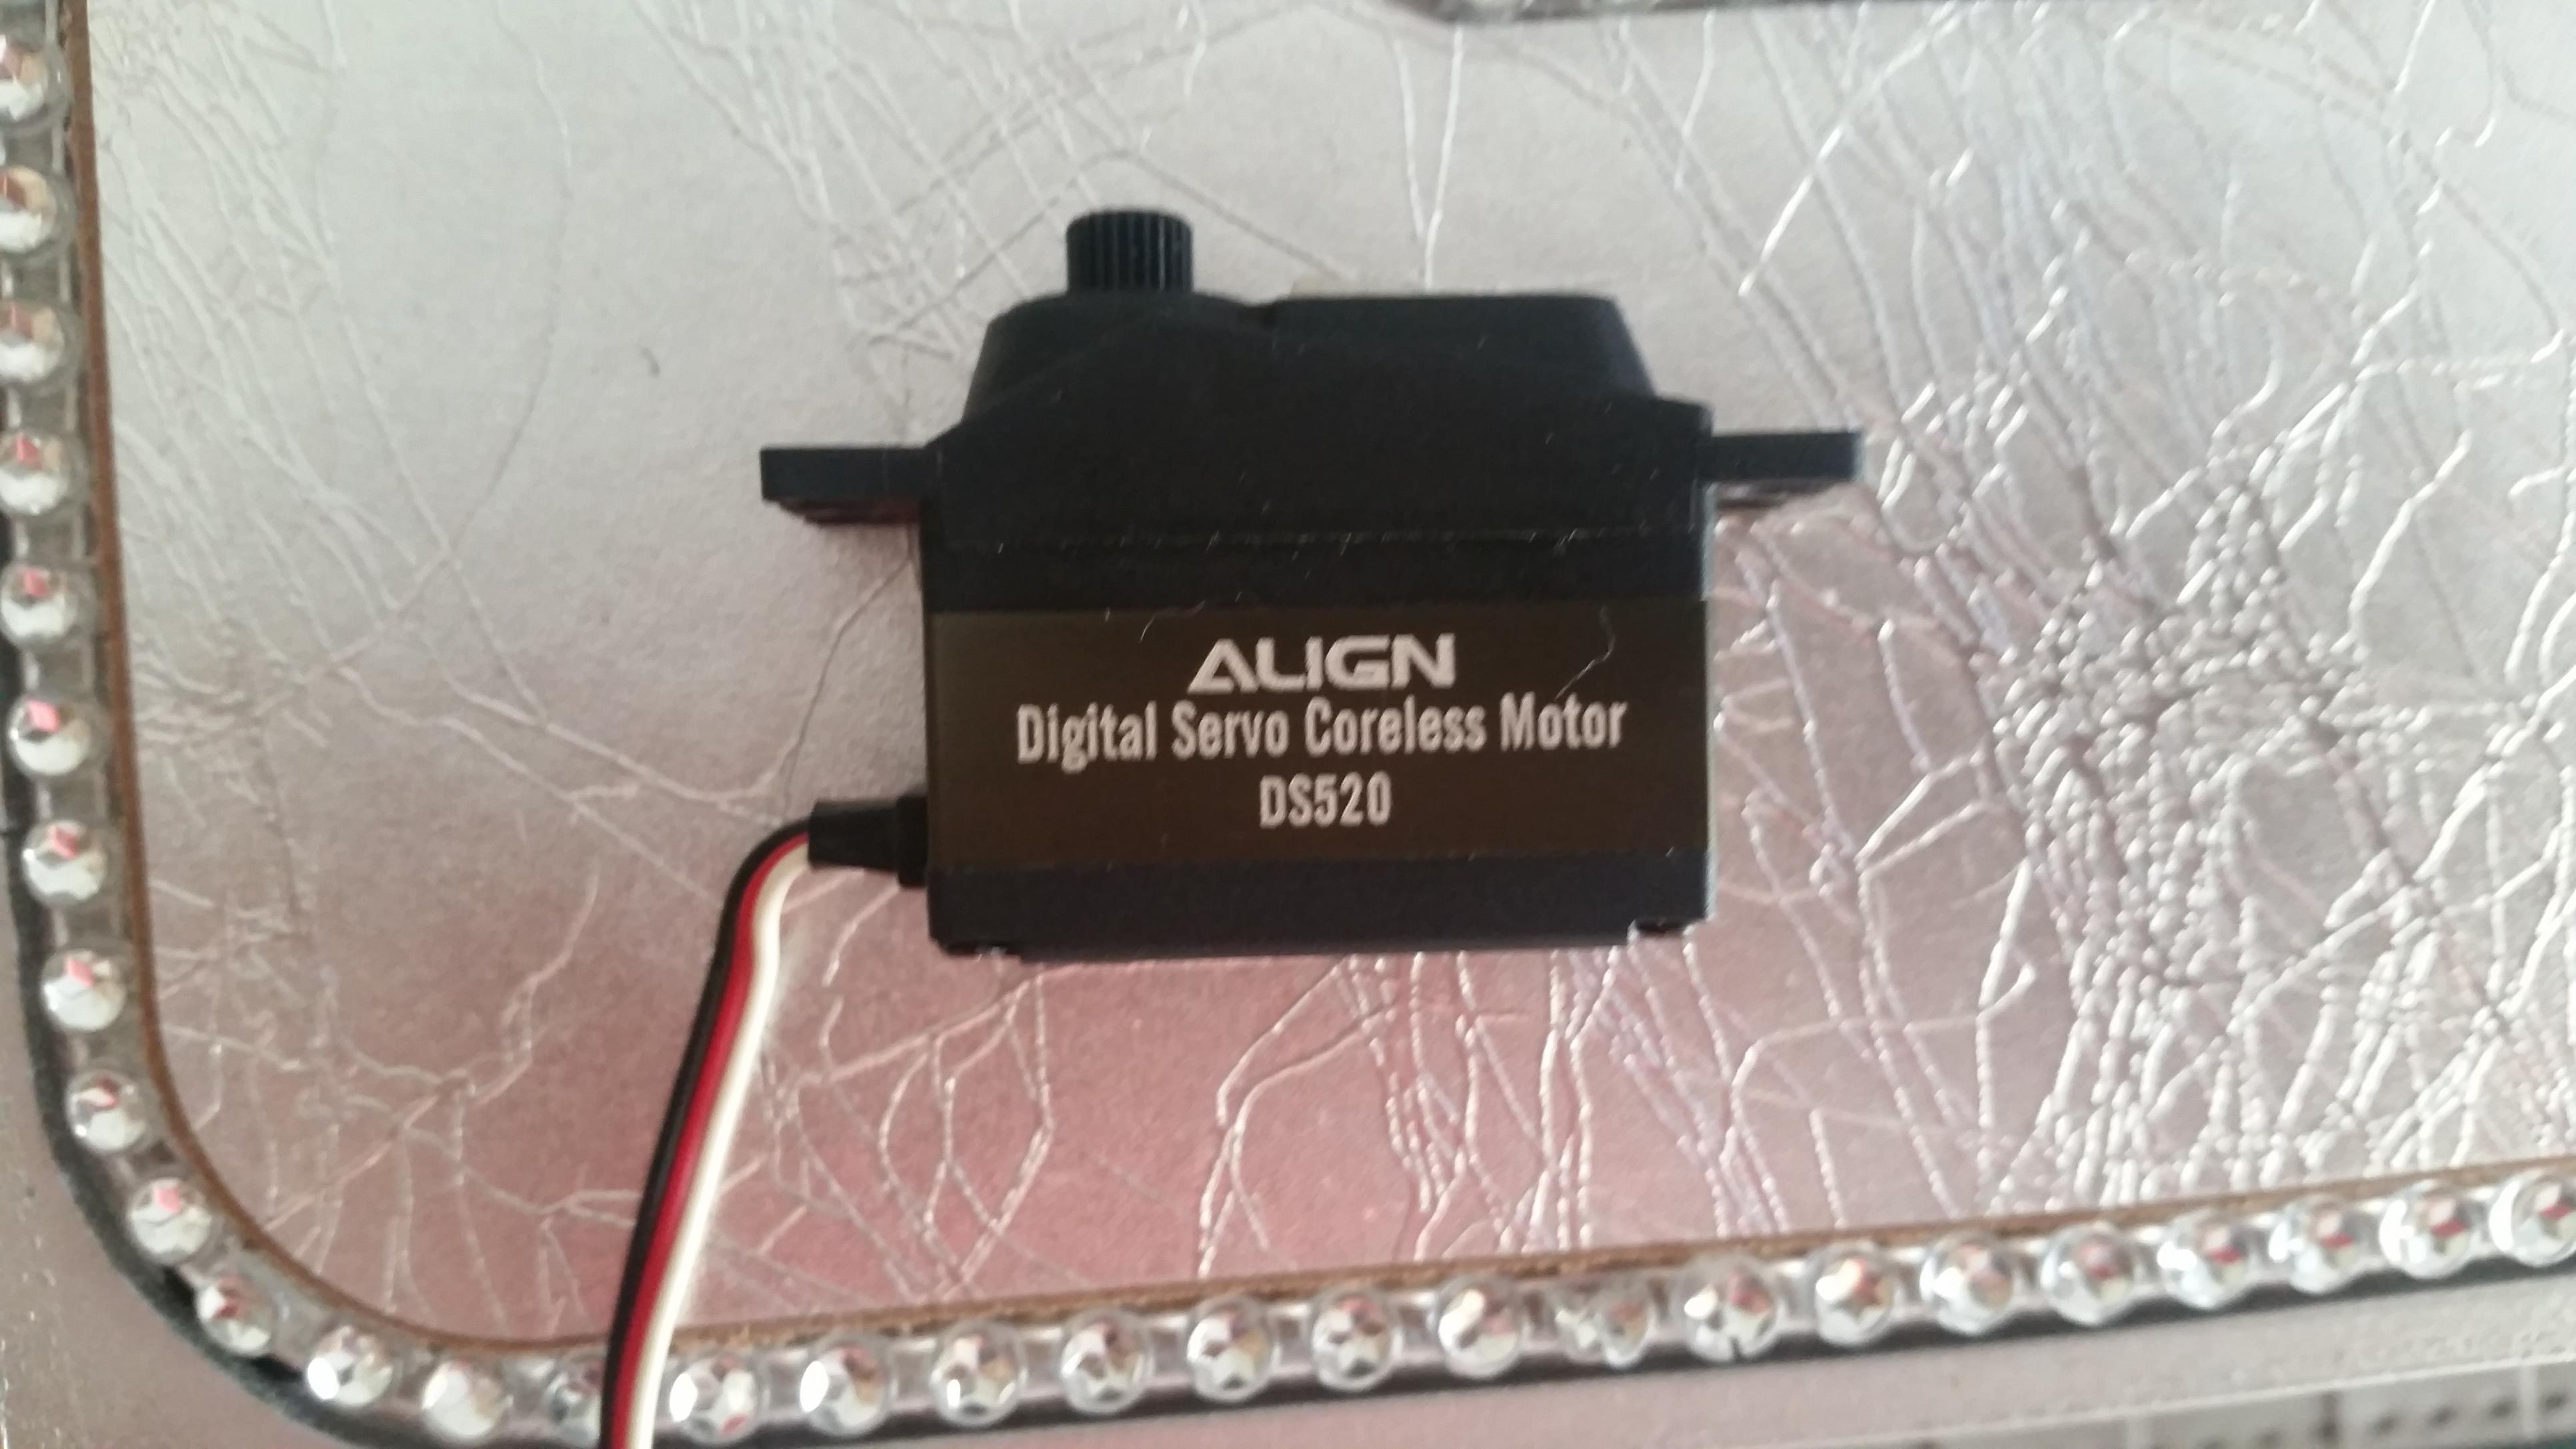 ALIGN
Digital Servo Coreless Motor
DS520